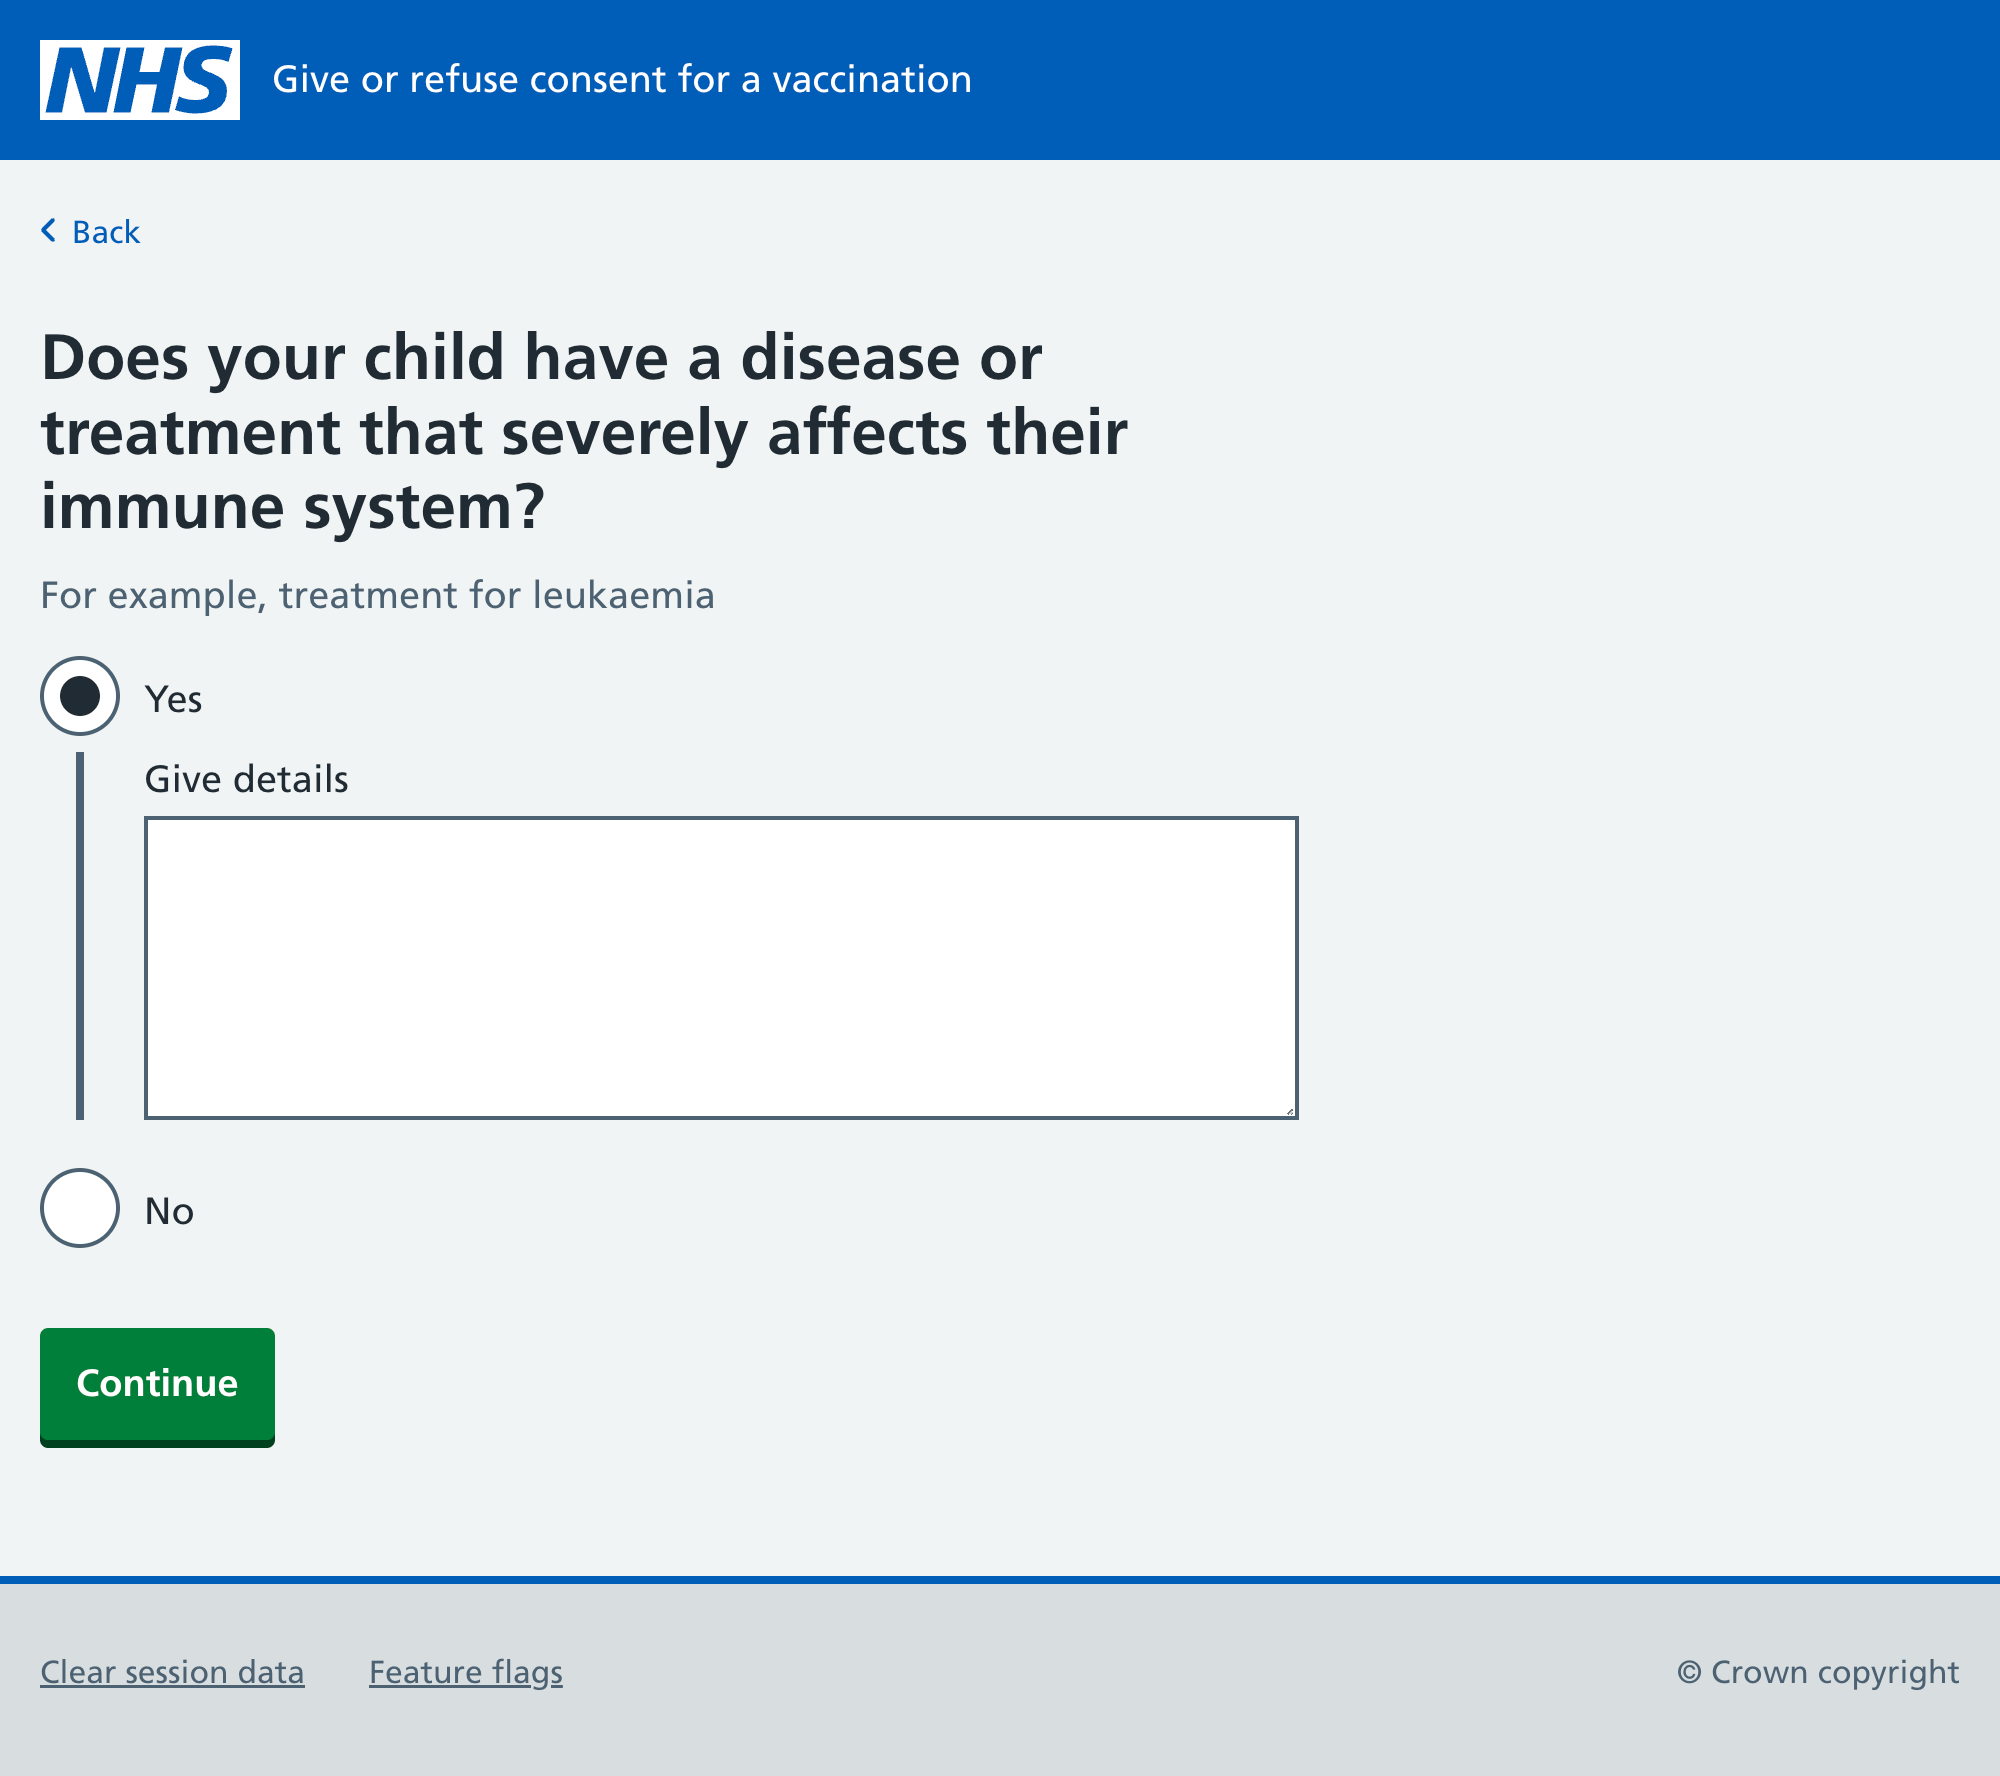 NHS Give or refuse consent for a vaccination
Back
Does your child have a disease or
treatment that severely affects their
immune system?
For example, treatment for leukaemia
Yes
Give details
No
Continue
Clear session data Feature flags © Crown copyright